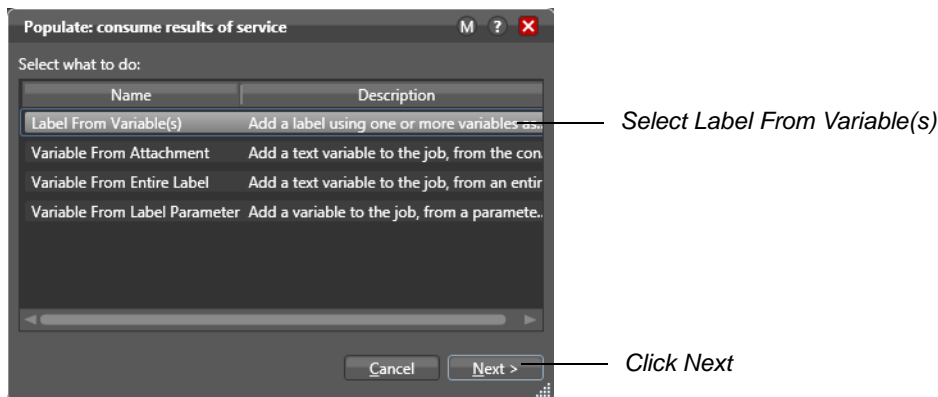 Populate: consume results of service M ? X
Select what to do:
Name Description
Label From Variable(s) Add a label using one or more variables as..
Select Label From Variable(s)
Variable From Attachment Add a text variable to the job, from the con.
Variable From Entire Label Add a text variable to the job, from an entir
Variable From Label Parameter Add a variable to the job, from a paramete..
Cancel Next >
Click Next